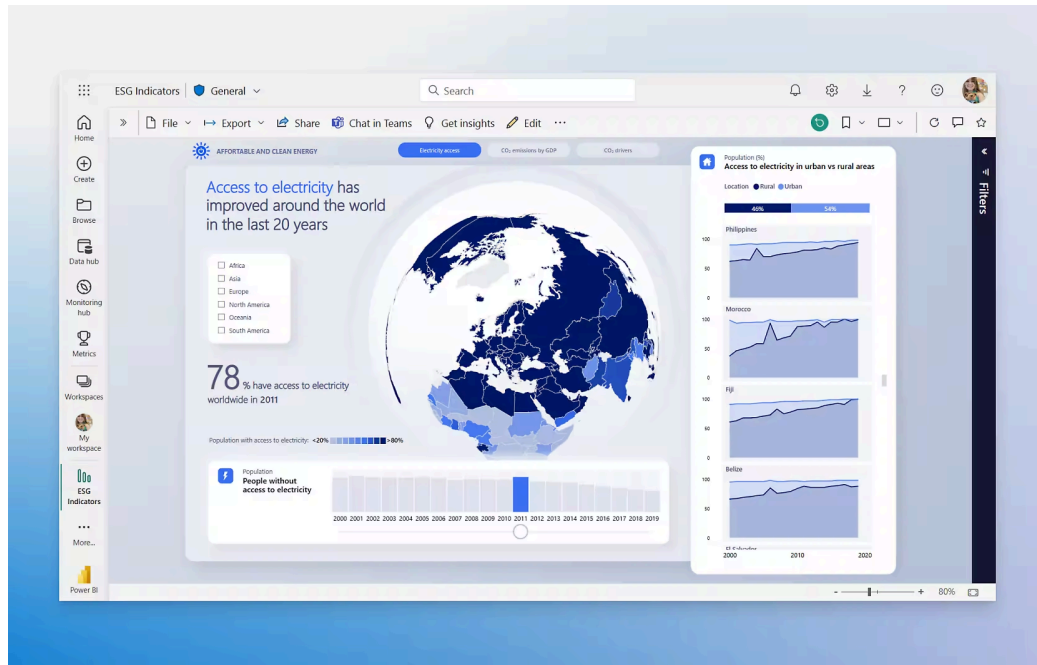 ESG Indicators
General
Search
Home
Create
Browse
Data hub
Monitoring
hub
Metrics
Workspaces
My
workspace
ESG
Indicators
More...
Power BI
File
Export
Share
Chat in Teams
Get insights
Edit
AFFORTABLE AND CLEAN ENERGY
Electricity access
CO₂ emissions by GDP
CO₂ drivers
Access to electricity has
improved around the world
in the last 20 years
Africa
Asia
Europe
North America
Oceania
South America
78 % have access to electricity
worldwide in 2011
Population with access to electricity: <20% >80%
Population
People without
access to electricity
2000 2001 2002 2003 2004 2005 2006 2007 2008 2009 2010 2011 2012 2013 2014 2015 2016 2017 2018 2019
Population (%)
Access to electricity in urban vs rural areas
Location Rural Urban
46% 54%
Philippines
100
50
0
Morocco
100
50
0
Fiji
100
50
0
Belize
100
50
0
El Salvador
2000 2010 2020
Filters
- + 80%